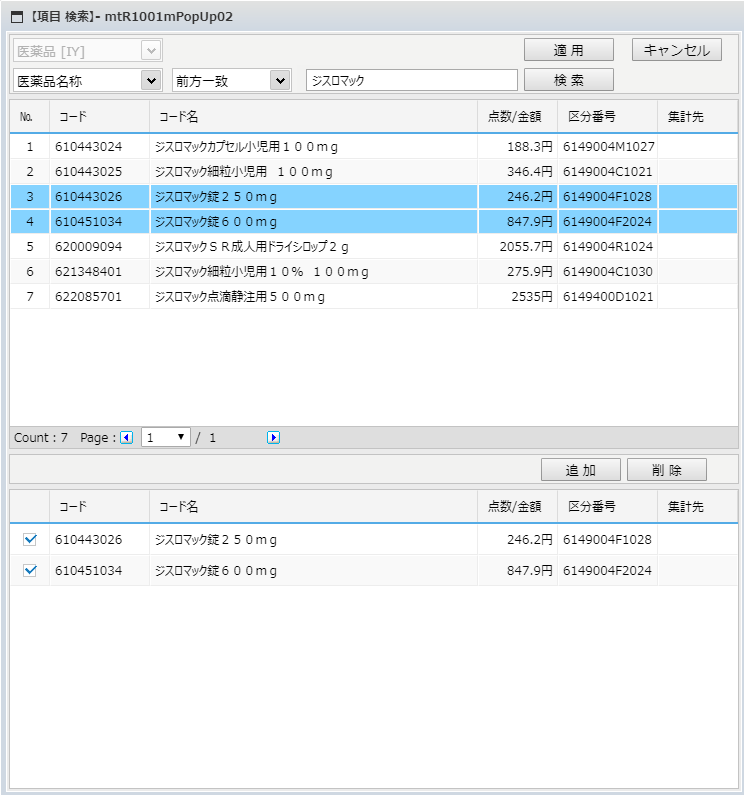 【項目 検索】- mtR1001mPopUp02
医薬品 [IY] 適 用 キャンセル
医薬品名称 前方一致 ｼﾞｽﾛﾏｯｸ 検 索
No. コード コード名 点数/金額 区分番号 集計先
1 610443024 ｼﾞｽﾛﾏｯｸｶﾌﾟｾﾙ小児用１００ｍｇ 188.3円 6149004M1027
2 610443025 ｼﾞｽﾛﾏｯｸ細粒小児用　１００ｍｇ 346.4円 6149004C1021
3 610443026 ｼﾞｽﾛﾏｯｸ錠２５０ｍｇ 246.2円 6149004F1028
4 610451034 ｼﾞｽﾛﾏｯｸ錠６００ｍｇ 847.9円 6149004F2024
5 620009094 ｼﾞｽﾛﾏｯｸＳＲ成人用ﾄﾞﾗｲｼﾛｯﾌﾟ２ｇ 2055.7円 6149004R1024
6 621348401 ｼﾞｽﾛﾏｯｸ細粒小児用１０％　１００ｍｇ 275.9円 6149004C1030
7 622085701 ｼﾞｽﾛﾏｯｸ点滴静注用５００ｍｇ 2535円 6149400D1021
Count : 7 Page : 1 / 1
追 加 削 除
コード コード名 点数/金額 区分番号 集計先
610443026 ｼﾞｽﾛﾏｯｸ錠２５０ｍｇ 246.2円 6149004F1028
610451034 ｼﾞｽﾛﾏｯｸ錠６００ｍｇ 847.9円 6149004F2024